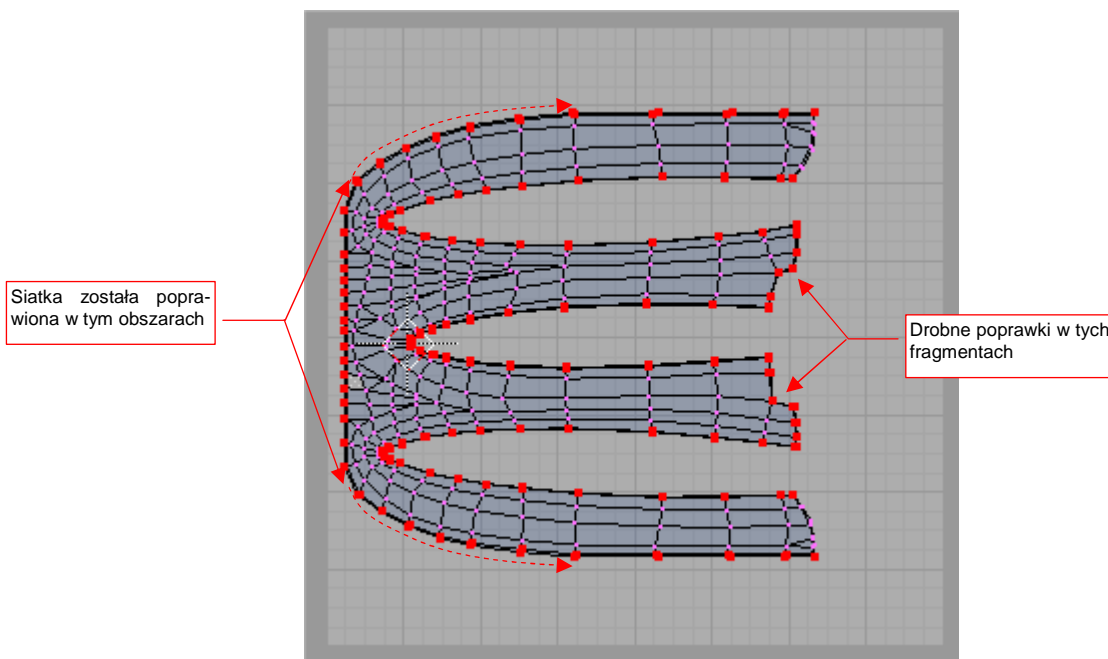 Siatka została popra-
wiona w tym obszarach
Drobne poprawki w tych
fragmentach